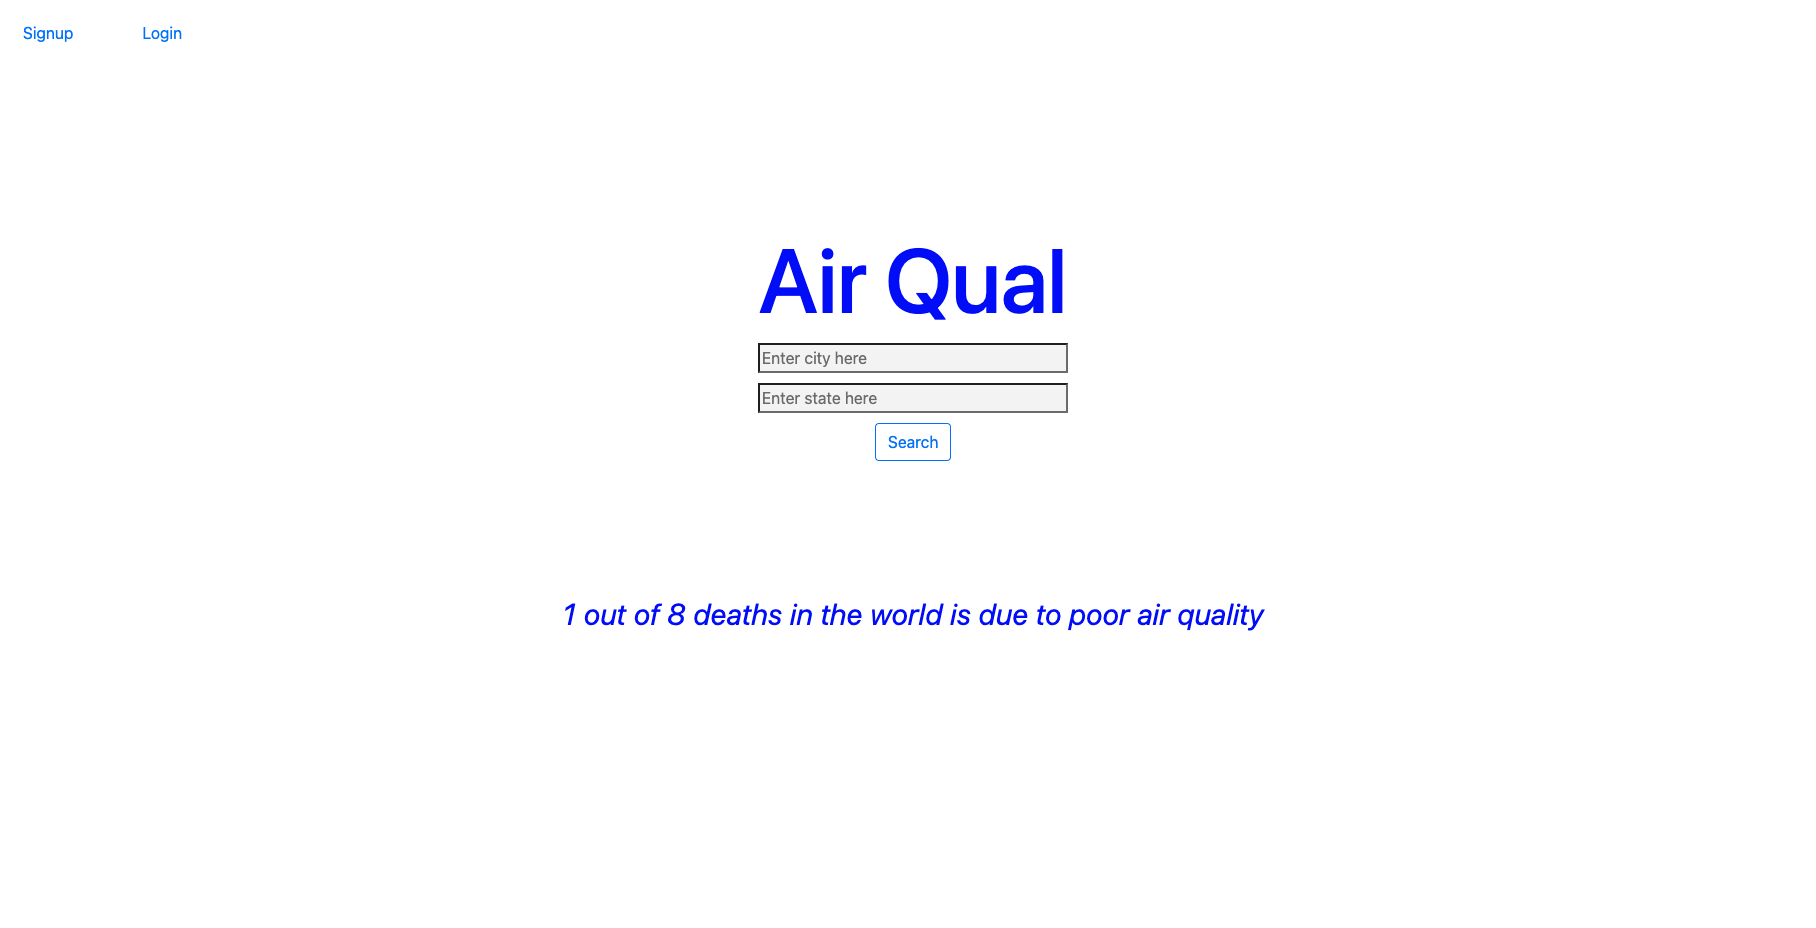 Signup Login
Air Qual
Enter city here
Enter state here
Search
1 out of 8 deaths in the world is due to poor air quality